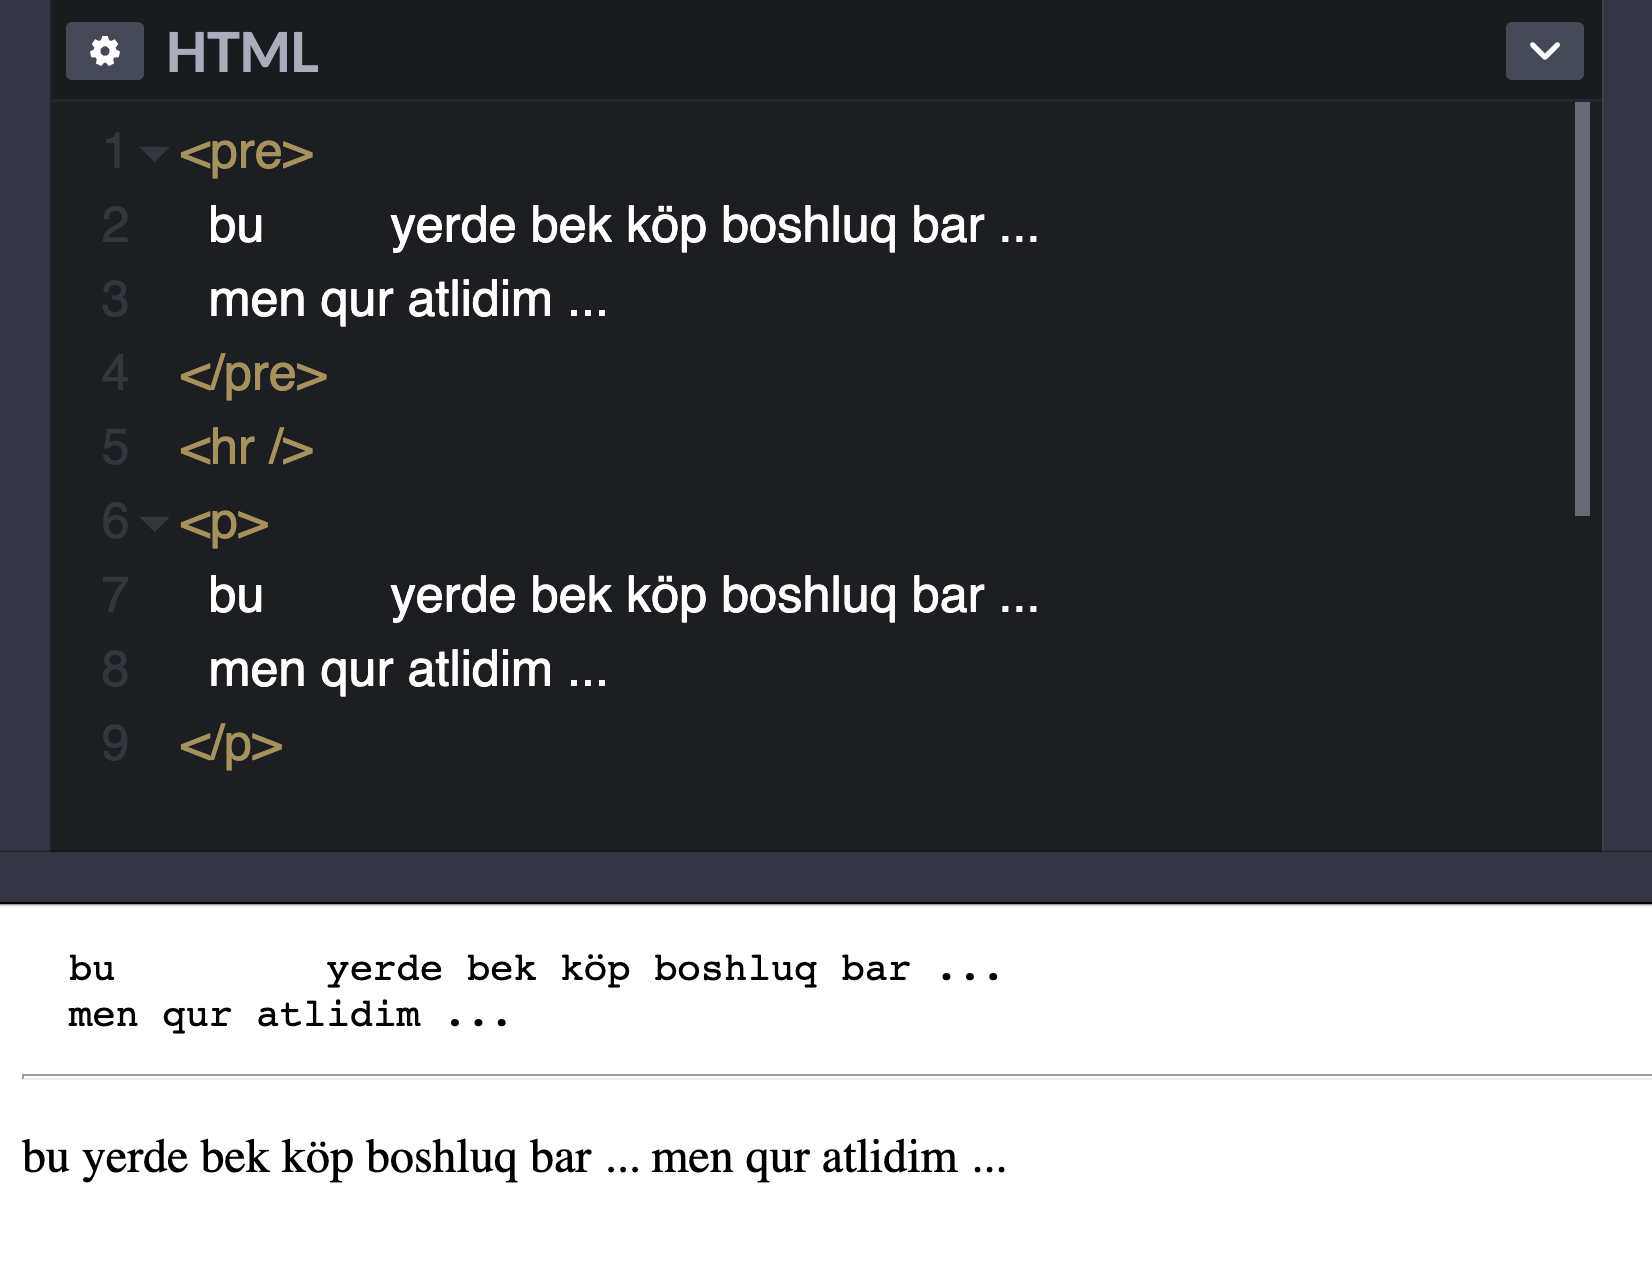 HTML
1 <pre>
2   bu         yerde bek köp boshluq bar ...
3   men qur atlidim ...
4 </pre>
5 <hr />
6 <p>
7   bu         yerde bek köp boshluq bar ...
8   men qur atlidim ...
9 </p>
bu         yerde bek köp boshluq bar ...
men qur atlidim ...
bu yerde bek köp boshluq bar ... men qur atlidim ...